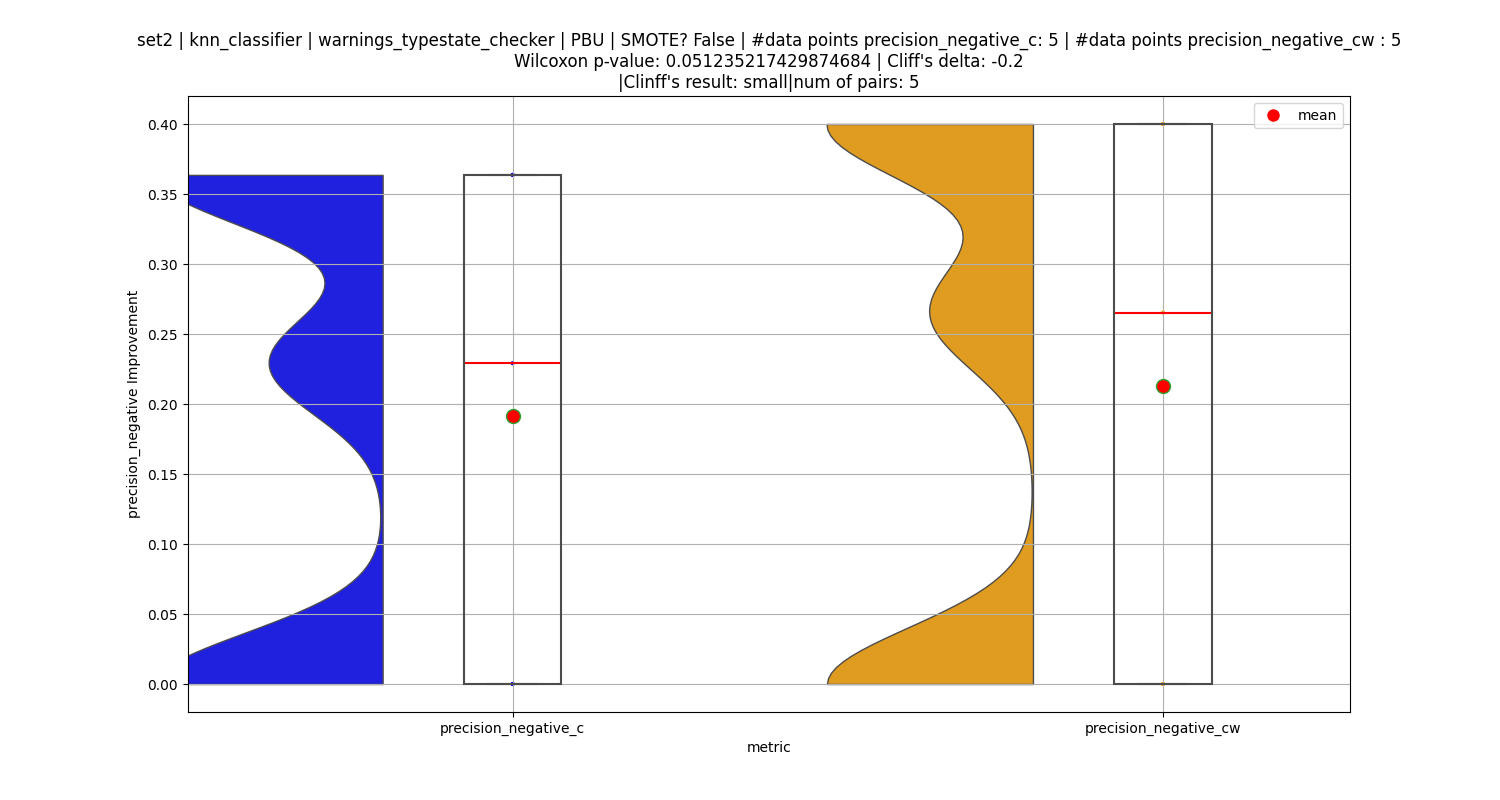 set2 | knn_classifier | warnings_typestate_checker | PBU | SMOTE? False | #data points precision_negative_c: 5 | #data points precision_negative_cw : 5
Wilcoxon p-value: 0.051235217429874684 | Cliff's delta: -0.2
|Clinff's result: small|num of pairs: 5
mean
0.40
0.35
0.30
0.25
0.20
0.15
0.10
0.05
0.00
precision_negative Improvement
precision_negative_c
precision_negative_cw
metric